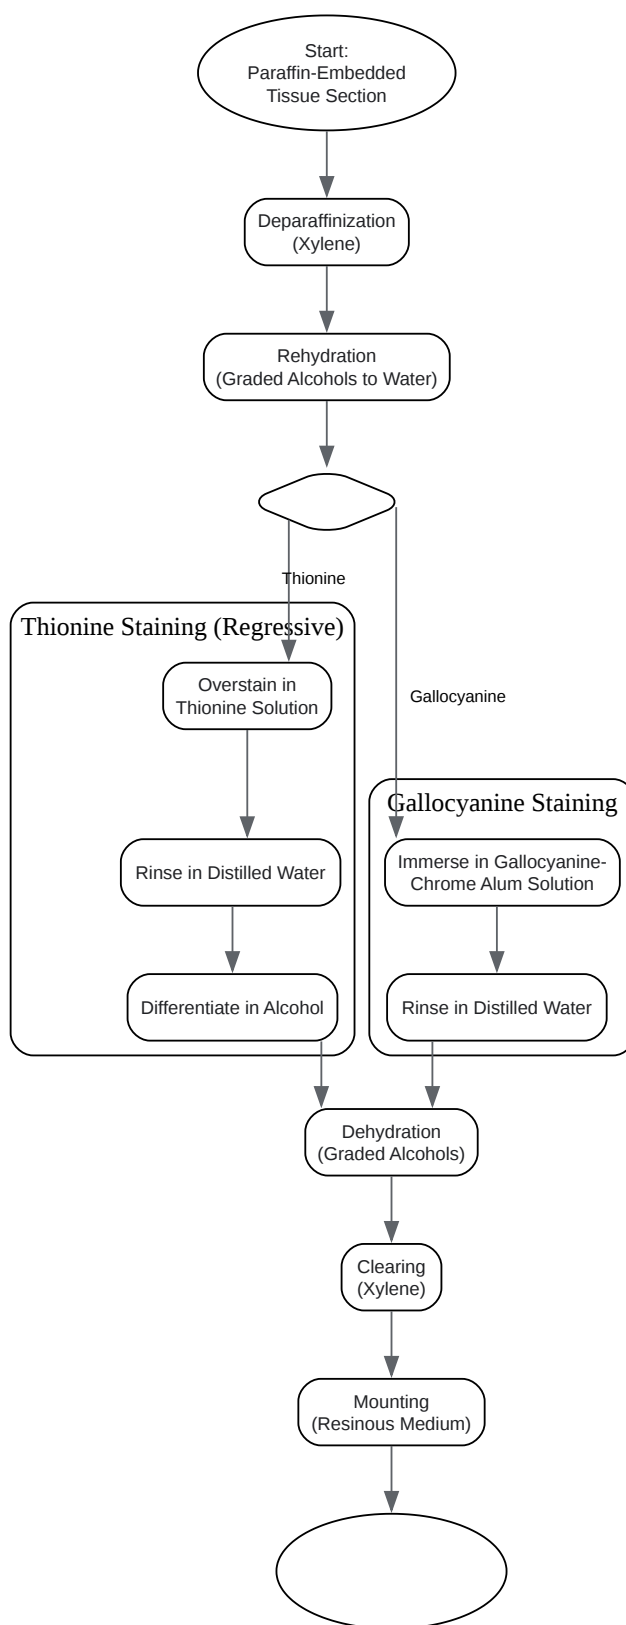 Start:
Paraffin-Embedded
Tissue Section
Deparaffinization
(Xylene)
Rehydration
(Graded Alcohols to Water)
Thionine
Thionine Staining (Regressive)
Overstain in
Thionine Solution
Rinse in Distilled Water
Differentiate in Alcohol
Gallocyanine
Gallocyanine Staining
Immerse in Gallocyanine-
Chrome Alum Solution
Rinse in Distilled Water
Dehydration
(Graded Alcohols)
Clearing
(Xylene)
Mounting
(Resinous Medium)